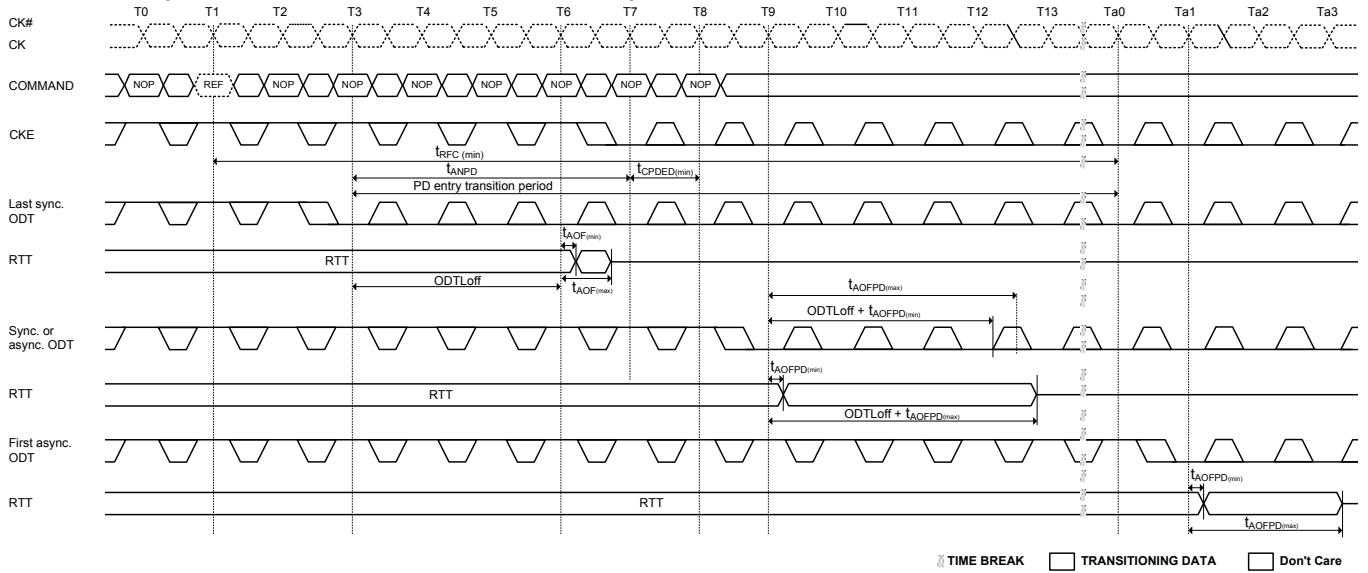 T0 T1 T2 T3 T4 T5 T6 T7 T8 T9 T10 T11 T12 T13 Ta0 Ta1 Ta2 Ta3
CK#
CK
COMMAND NOP REF NOP NOP NOP NOP NOP NOP NOP NOP
CKE
tRFC (min)
tANPD tCPDED(min)
PD entry transition period
Last sync.
ODT
tAOF(min)
RTT RTT
ODTLoff tAOF(max)
tAOFPD(max)
ODTLoff + tAOFPD(min)
Sync. or
async. ODT
tAOFPD(min)
RTT RTT
ODTLoff + tAOFPD(max)
First async.
ODT
tAOFPD(min)
RTT RTT
tAOFPD(max)
TIME BREAK TRANSITIONING DATA Don't Care